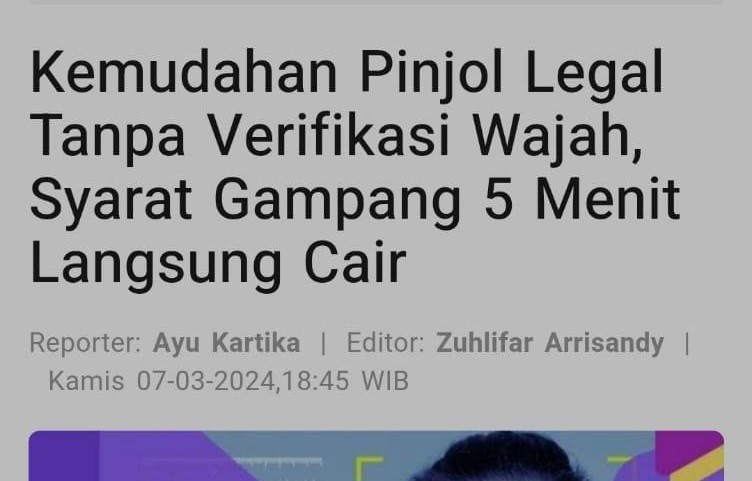 Kemudahan Pinjol Legal
Tanpa Verifikasi Wajah,
Syarat Gampang 5 Menit
Langsung Cair
Reporter: Ayu Kartika | Editor: Zuhlifar Arrisandy |
Kamis 07-03-2024,18:45 WIB